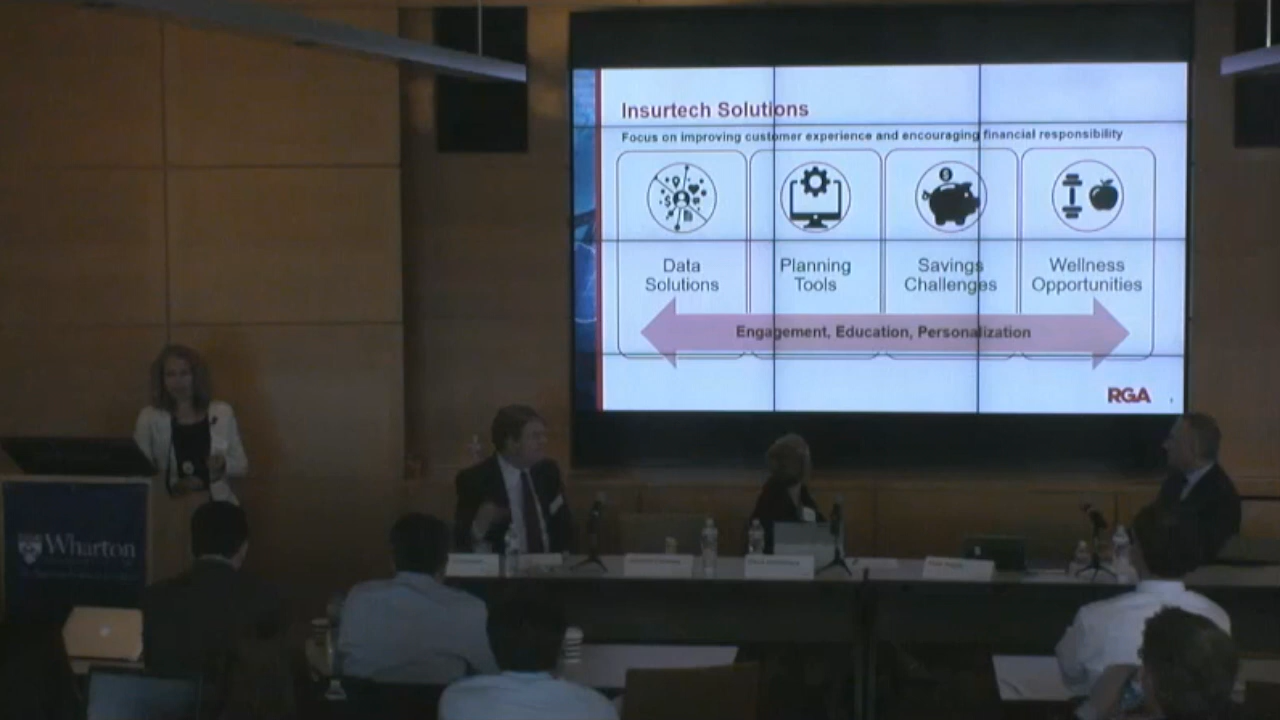 Insurtech Solutions
Focus on improving customer experience and encouraging financial responsibility
Data
Solutions
Planning
Tools
Savings
Challenges
Wellness
Opportunities
Engagement, Education, Personalization
RGA
Wharton